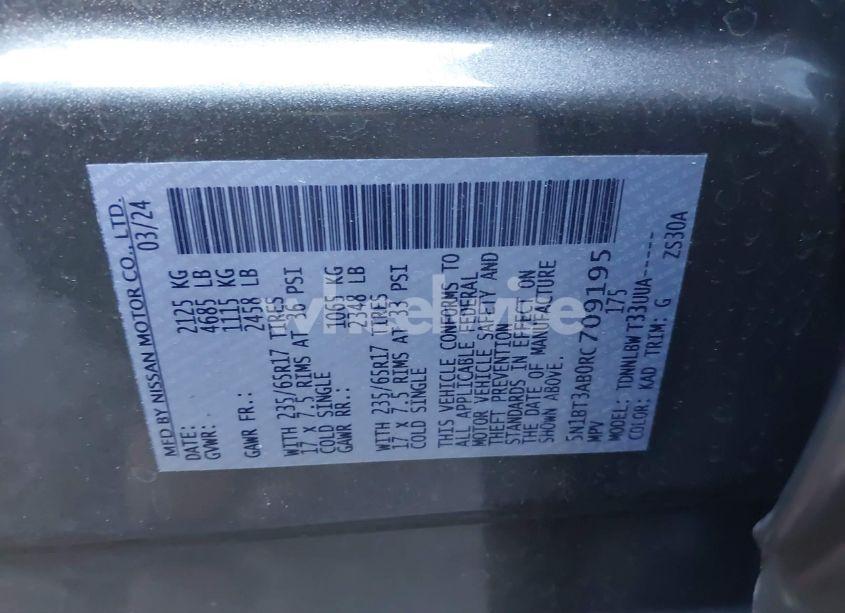 MFD BY NISSAN MOTOR CO., LTD.
DATE: 03/24
GVWR: 2125 KG
4685 LB
1115 KG
GAWR FR.: 2458 LB
WITH 235/65R17 TIRES
17 X 7.5 RIMS AT 36 PSI
COLD SINGLE
GAWR RR.: 1065 KG
2348 LB
WITH 235/65R17 TIRES
17 X 7.5 RIMS AT 33 PSI
COLD SINGLE
THIS VEHICLE CONFORMS TO
ALL APPLICABLE FEDERAL
MOTOR VEHICLE SAFETY AND
THEFT PREVENTION
STANDARDS IN EFFECT ON
THE DATE OF MANUFACTURE
SHOWN ABOVE.
5N1BT3AB0RC709195
MPV 175
MODEL: TDWNLBW T33UUA-----
COLOR: KAD TRIM: G ZS30A